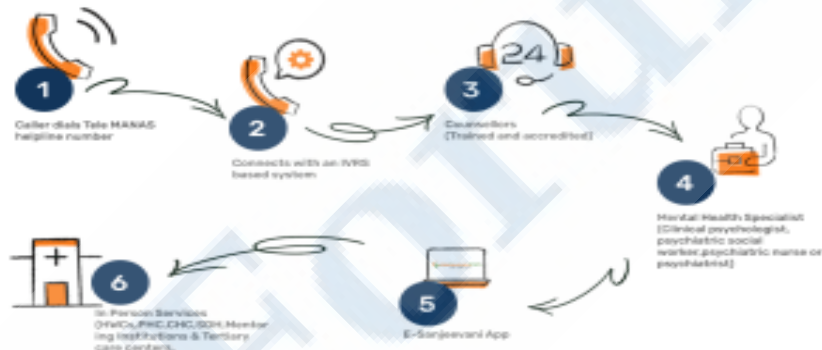 1
Caller dials Tele MANAS
helpline number
2
Connects with an IVRS
based system
24
3
Counsellors
(Trained and accredited)
4
Mental Health Specialist
(Clinical psychologist,
psychiatric social
worker,psychiatric nurse or
psychiatrist)
5
E-Sanjeevani App
6
In Person Services
(HWCs,PHC,CHC,SDH,Mentor
ing Institutions & Tertiary
care centers.